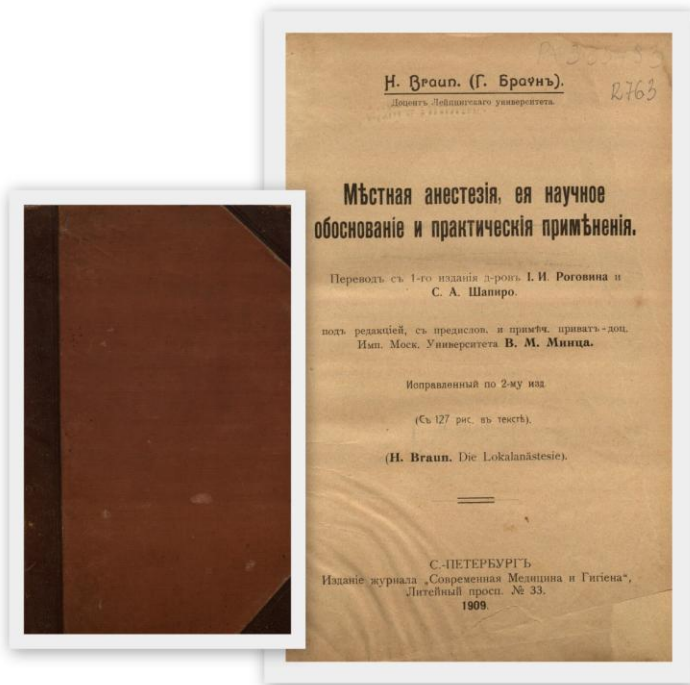 2763
H. Braun. (Г. Браунъ).
Доцентъ Лейпцигскаго университета.
Мѣстная анестезія, ея научное
обоснованіе и практическія примѣненія.
Переводъ съ 1-го изданія д-ровъ І. И. Роговина и
С. А. Шапиро.
подъ редакціей, съ предислов. и примѣч. приватъ-доц.
Имп. Моск. Университета В. М. Минца.
Исправленный по 2-му изд
(Съ 127 рис. въ текстѣ).
(H. Braun. Die Lokalanästesie).
С.-ПЕТЕРБУРГЪ
Изданіе журнала „Современная Медицина и Гигіена",
Литейный просп. № 33.
1909.